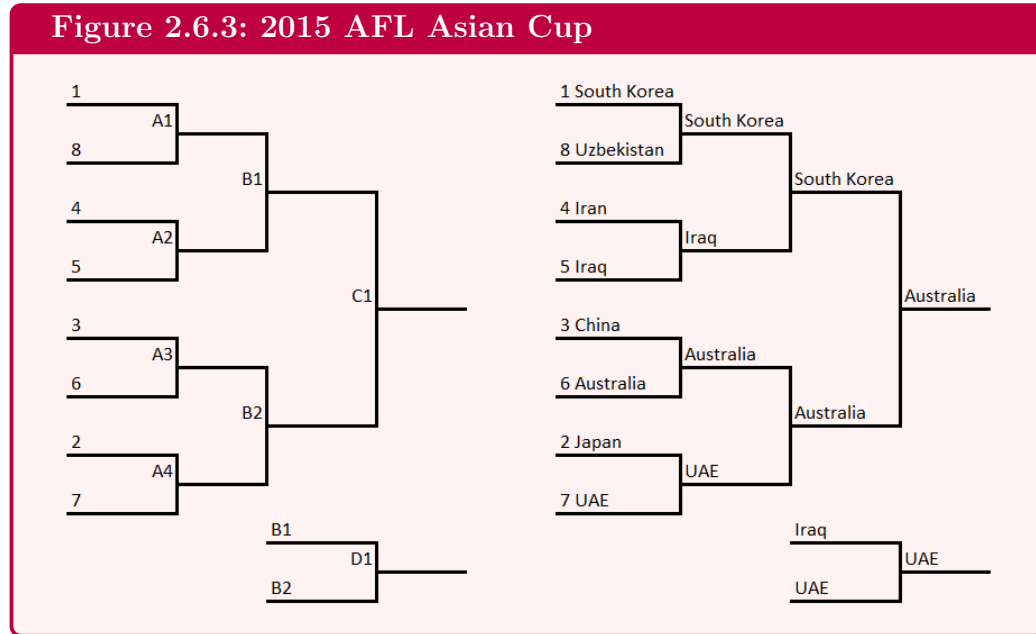 Figure 2.6.3: 2015 AFL Asian Cup
1
A1
8
B1
4
A2
5
C1
3
A3
6
B2
2
A4
7
B1
D1
B2
1 South Korea
South Korea
8 Uzbekistan
South Korea
4 Iran
Iraq
5 Iraq
Australia
3 China
Australia
6 Australia
Australia
2 Japan
UAE
7 UAE
Iraq
UAE
UAE